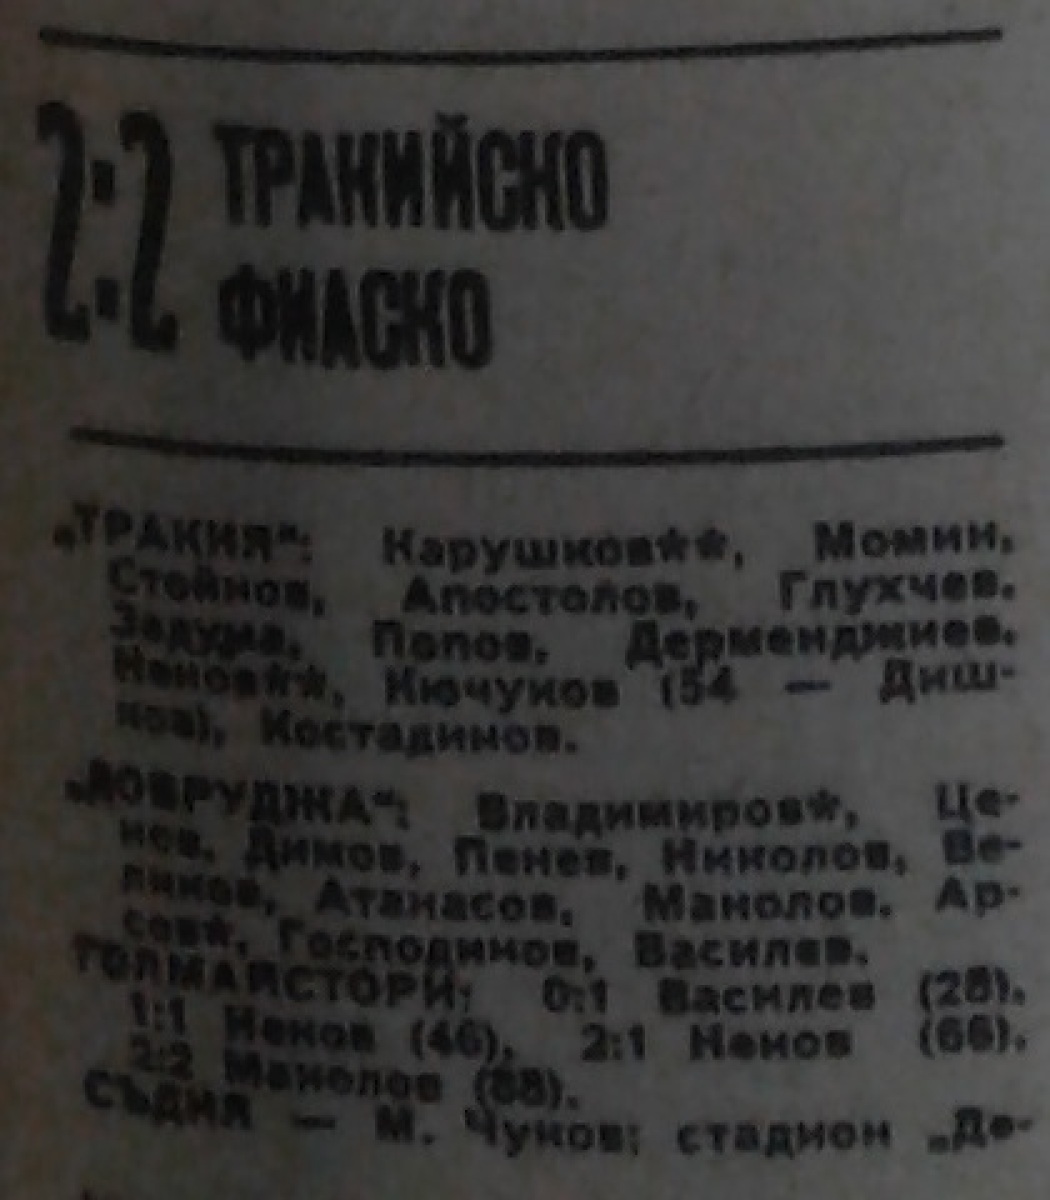 2:2 ТРАКИЙСКО
ФИАСКО
„ТРАКИЯ“: Карушков★★, Момин,
Стойнов, Апостолов, Глухчев,
Задума, Попов, Дерменджиев,
Ненов★★, Кючуков (54 — Диш-
ков), Костадинов.
„ДОБРУДЖА“: Владимиров★, Це-
нов, Димов, Пенев, Николов, Ве-
ликов, Атанасов, Манолов, Ар-
сов★, Господинов, Василев.
ГОЛМАЙСТОРИ: 0:1 Василев (28),
1:1 Ненов (46), 2:1 Ненов (66),
2:2 Манолов (88).
СЪДИЯ — М. Чуков; стадион „Де-